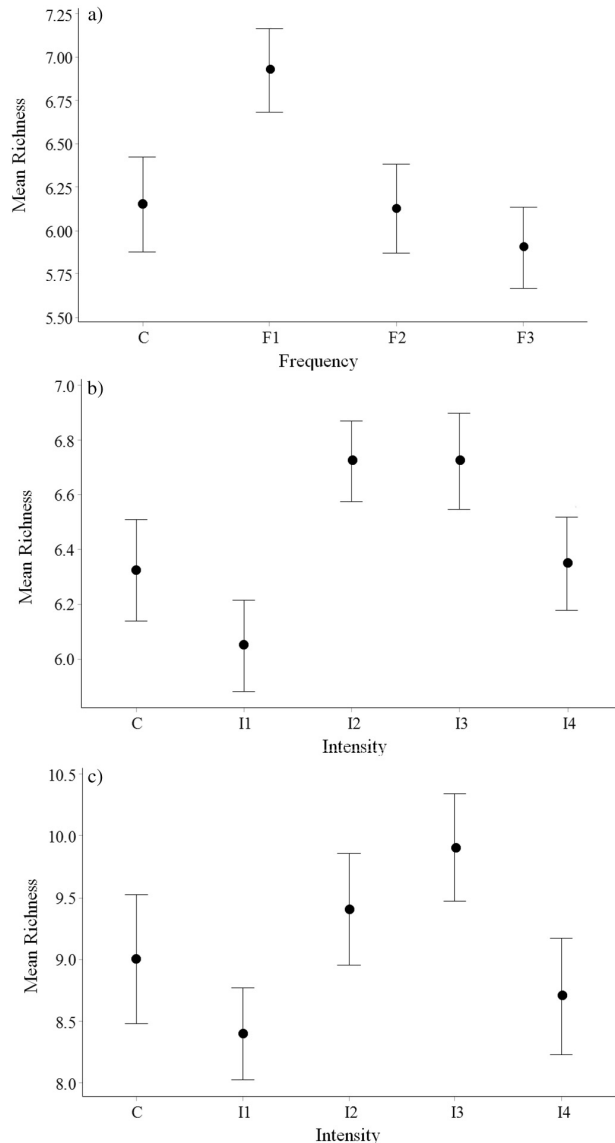 a)
7.25
7.00
6.75
6.50
6.25
6.00
5.75
5.50
Mean Richness
C F1 F2 F3
Frequency
b)
7.0
6.8
6.6
6.4
6.2
6.0
Mean Richness
C I1 I2 I3 I4
Intensity
c)
10.5
10.0
9.5
9.0
8.5
8.0
Mean Richness
C I1 I2 I3 I4
Intensity